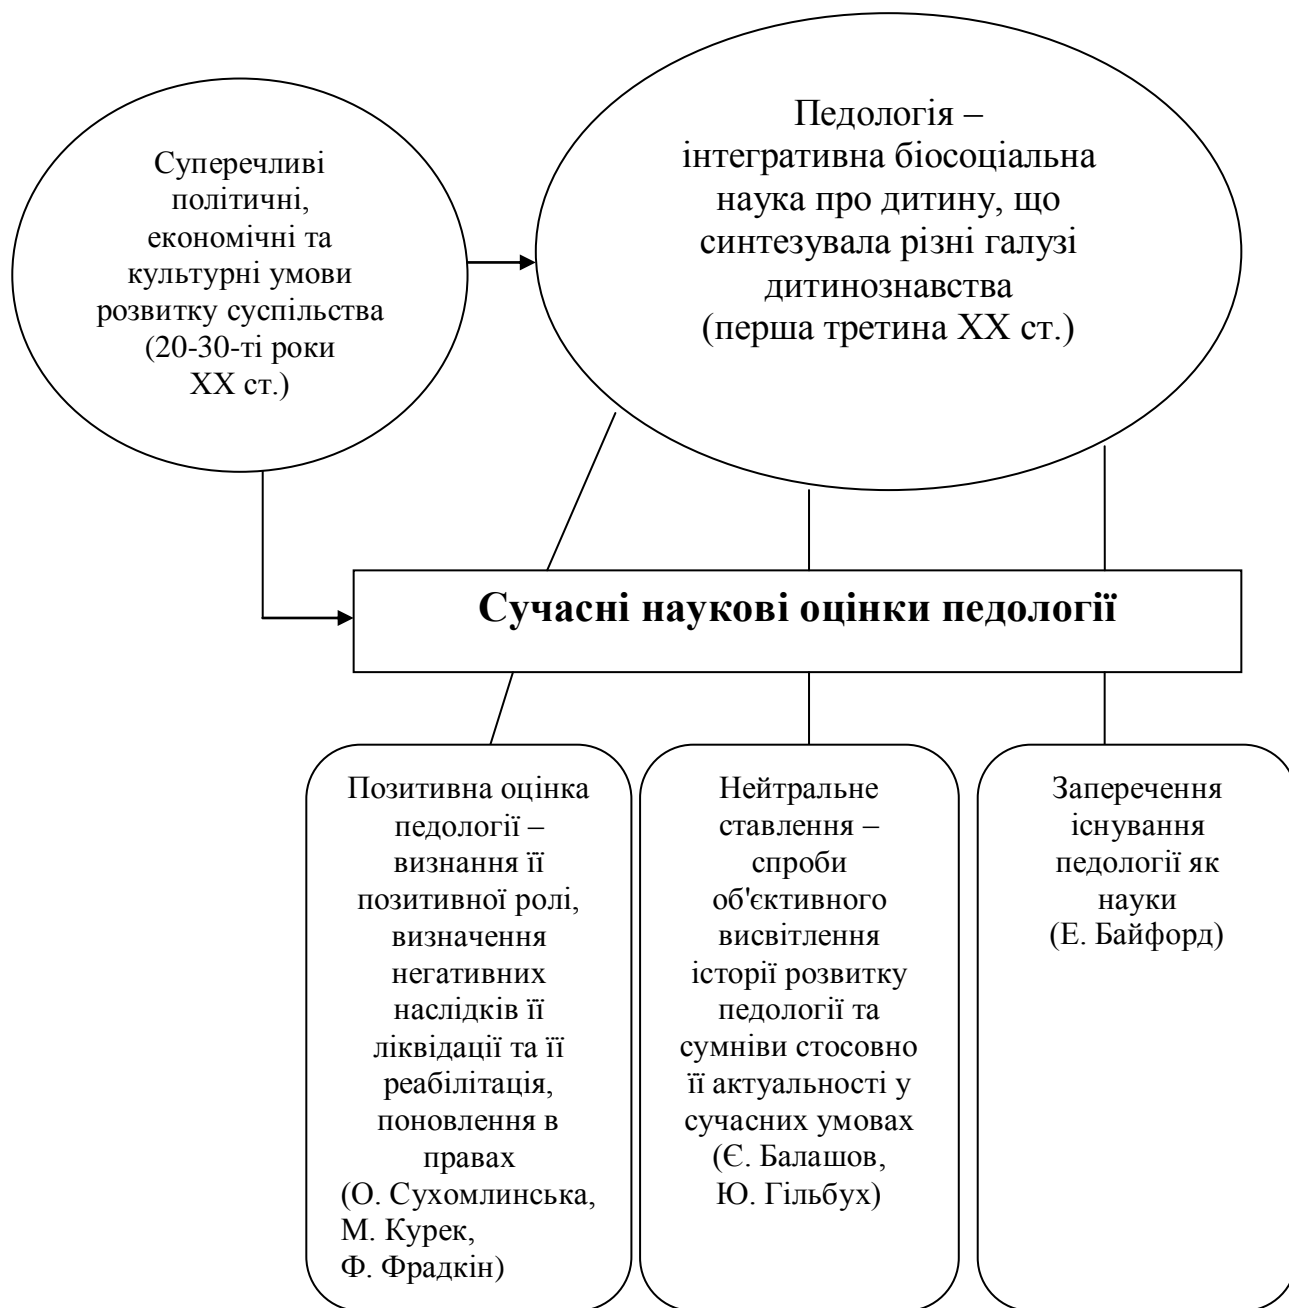 Суперечливі
політичні,
економічні та
культурні умови
розвитку суспільства
(20-30-ті роки
ХХ ст.)
Педологія –
інтегративна біосоціальна
наука про дитину, що
синтезувала різні галузі
дитинознавства
(перша третина ХХ ст.)
Сучасні наукові оцінки педології
Позитивна оцінка
педології –
визнання її
позитивної ролі,
визначення
негативних
наслідків її
ліквідації та її
реабілітація,
поновлення в
правах
(О. Сухомлинська,
М. Курек,
Ф. Фрадкін)
Нейтральне
ставлення –
спроби
об'єктивного
висвітлення
історії розвитку
педології та
сумніви стосовно
її актуальності у
сучасних умовах
(Є. Балашов,
Ю. Гільбух)
Заперечення
існування
педології як
науки
(Е. Байфорд)